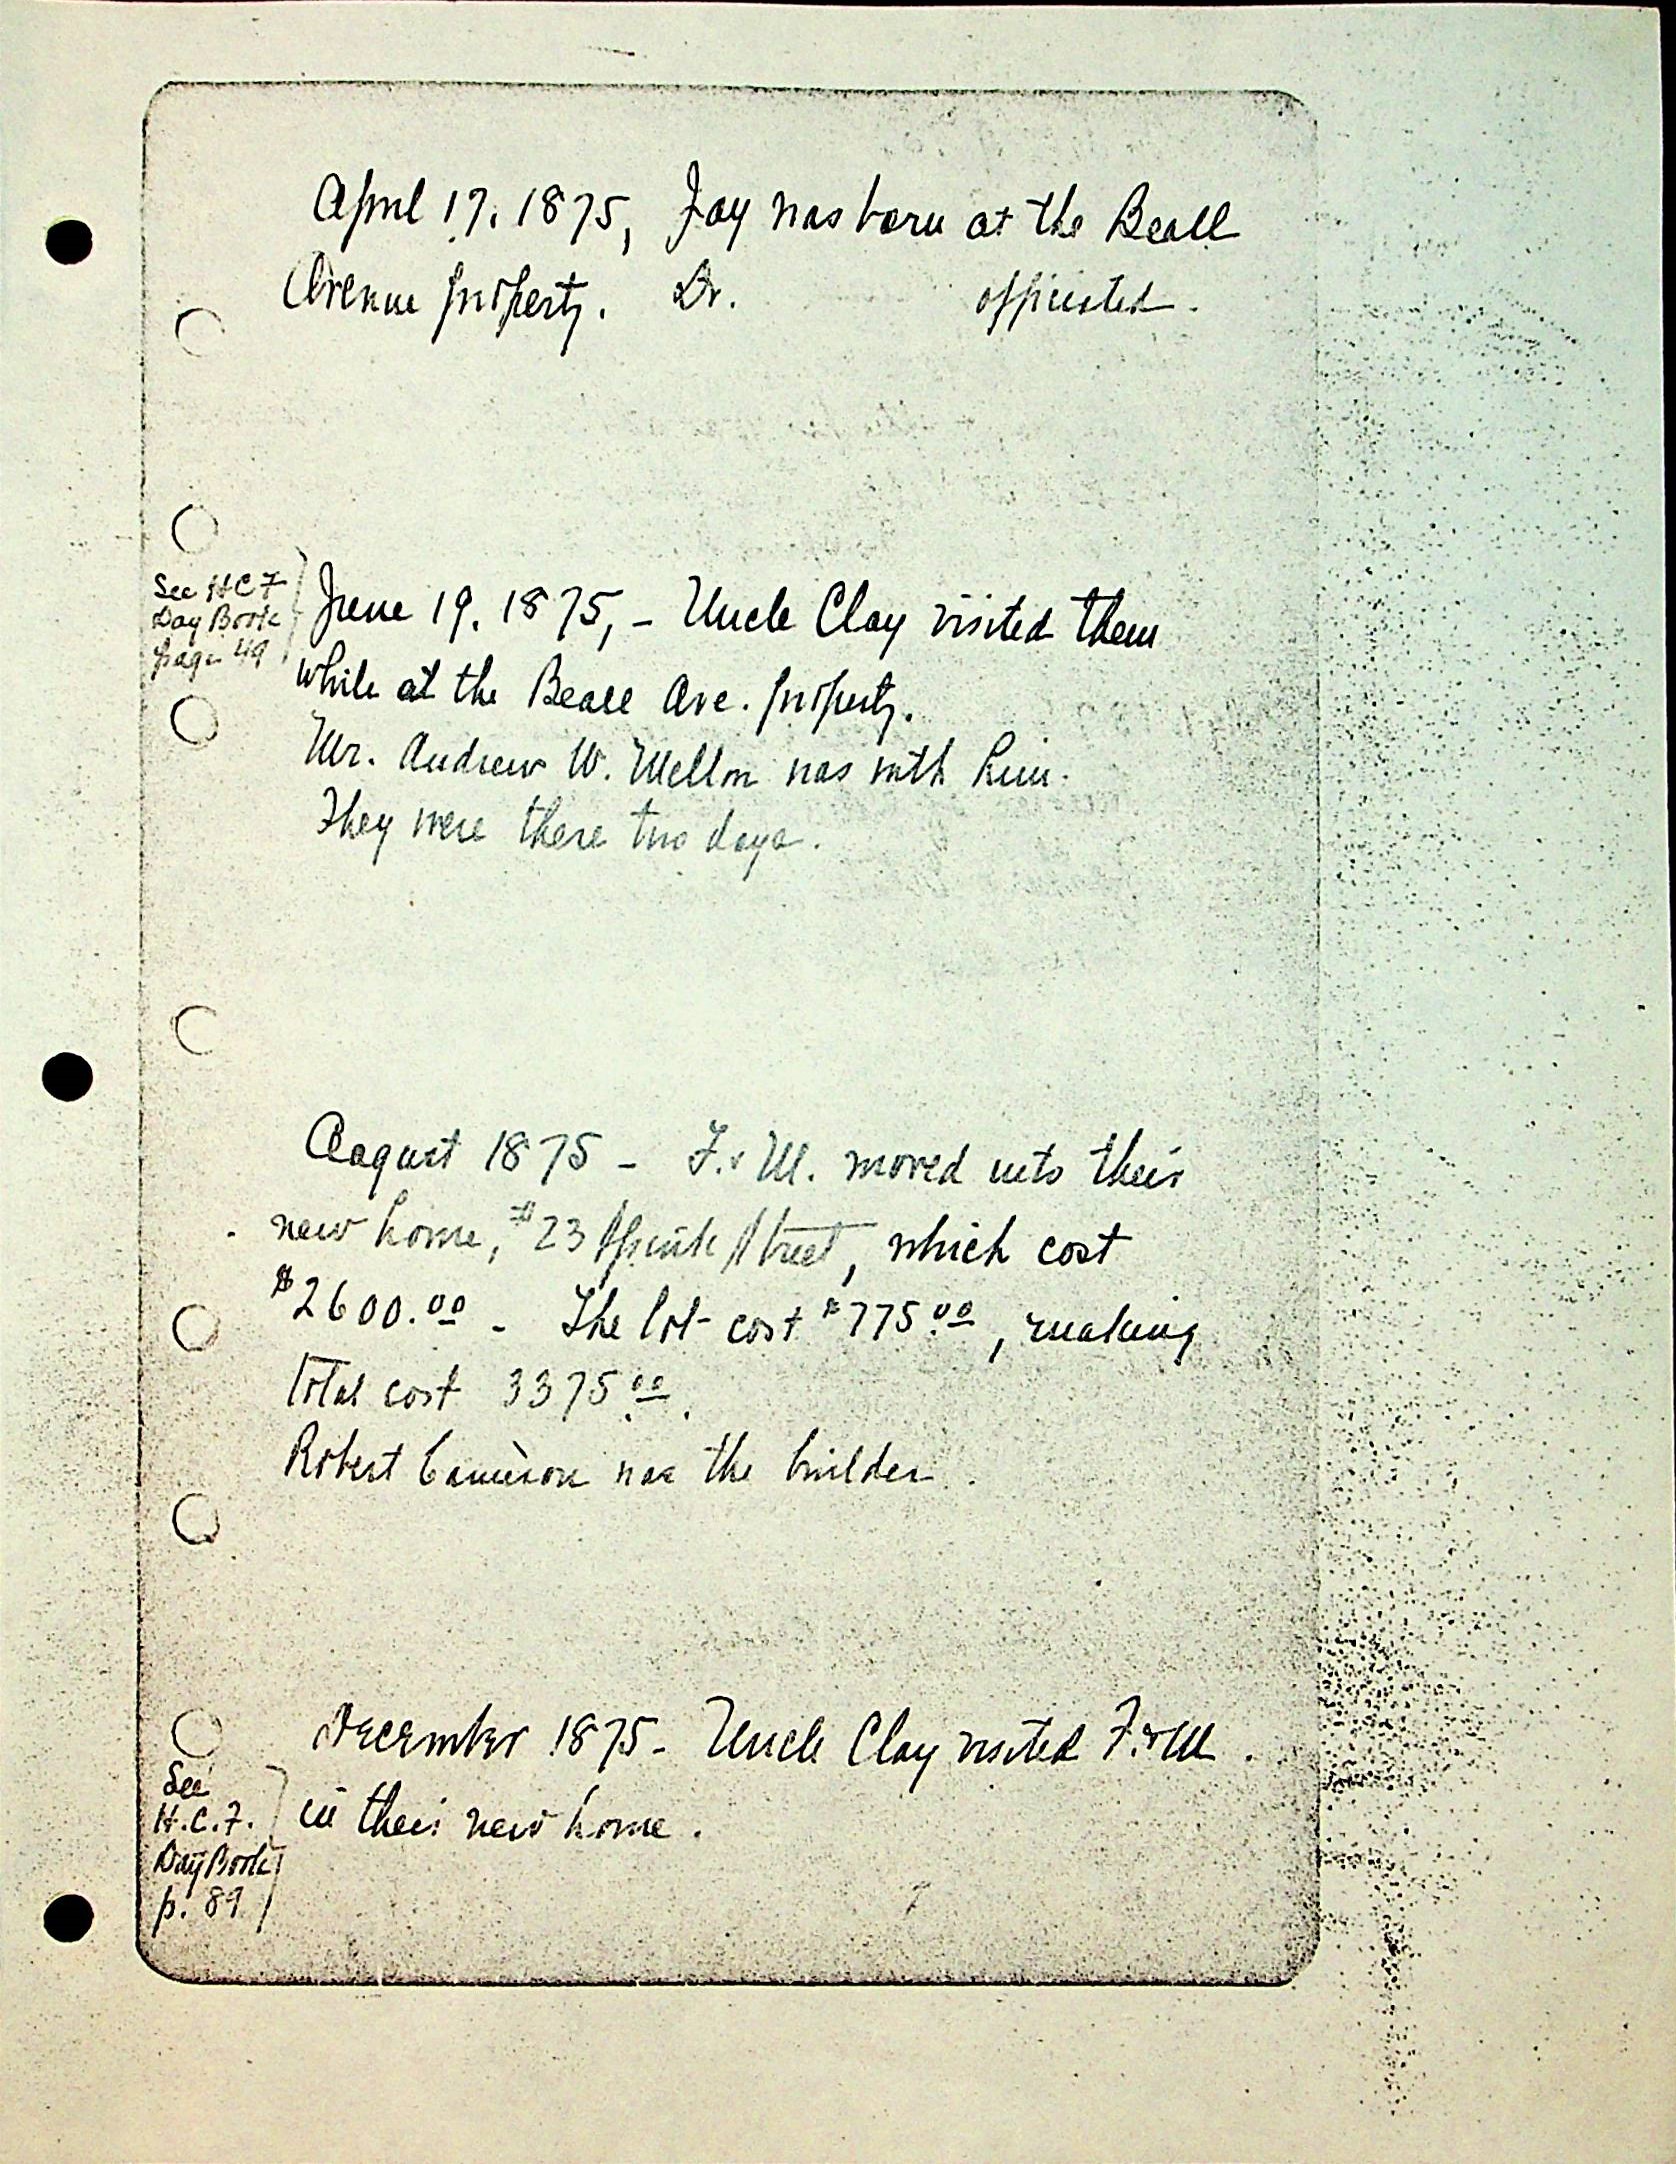 April 17. 1875, Jay was born at the Beall
Avenue property. Dr. officiated.
See HCF
Day Book
page 49
June 19. 1875, - Uncle Clay visited them
while at the Beall Ave. property.
Mr. Andrew W. Mellon was with him.
They were there two days.
August 1875 - F. & M. moved into their
new home, #23 Spink Street, which cost
$2600.00 - The lot cost $775.00, making
total cost 3375.00.
Robert Cameron was the builder.
December 1875 - Uncle Clay visited F. & M.
See
H.C.F.
Day Book
p. 89
in their new home.
7